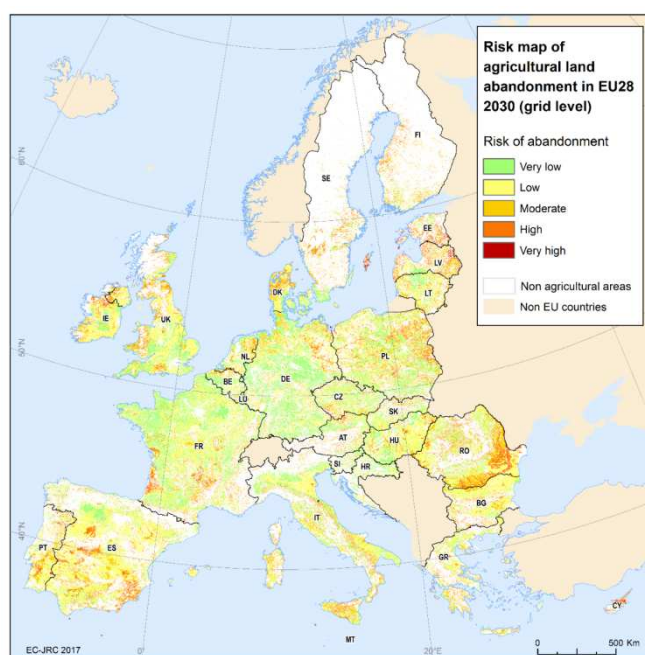 Risk map of
agricultural land
abandonment in EU28
2030 (grid level)
Risk of abandonment
Very low
Low
Moderate
High
Very high
Non agricultural areas
Non EU countries
60°N
50°N
40°N
FI
SE
EE
LV
LT
DK
IE
UK
NL
BE
LU
DE
PL
CZ
SK
AT
HU
RO
FR
SI
HR
IT
BG
PT
ES
GR
CY
MT
EC-JRC 2017
0°
20°E
0
500 Km